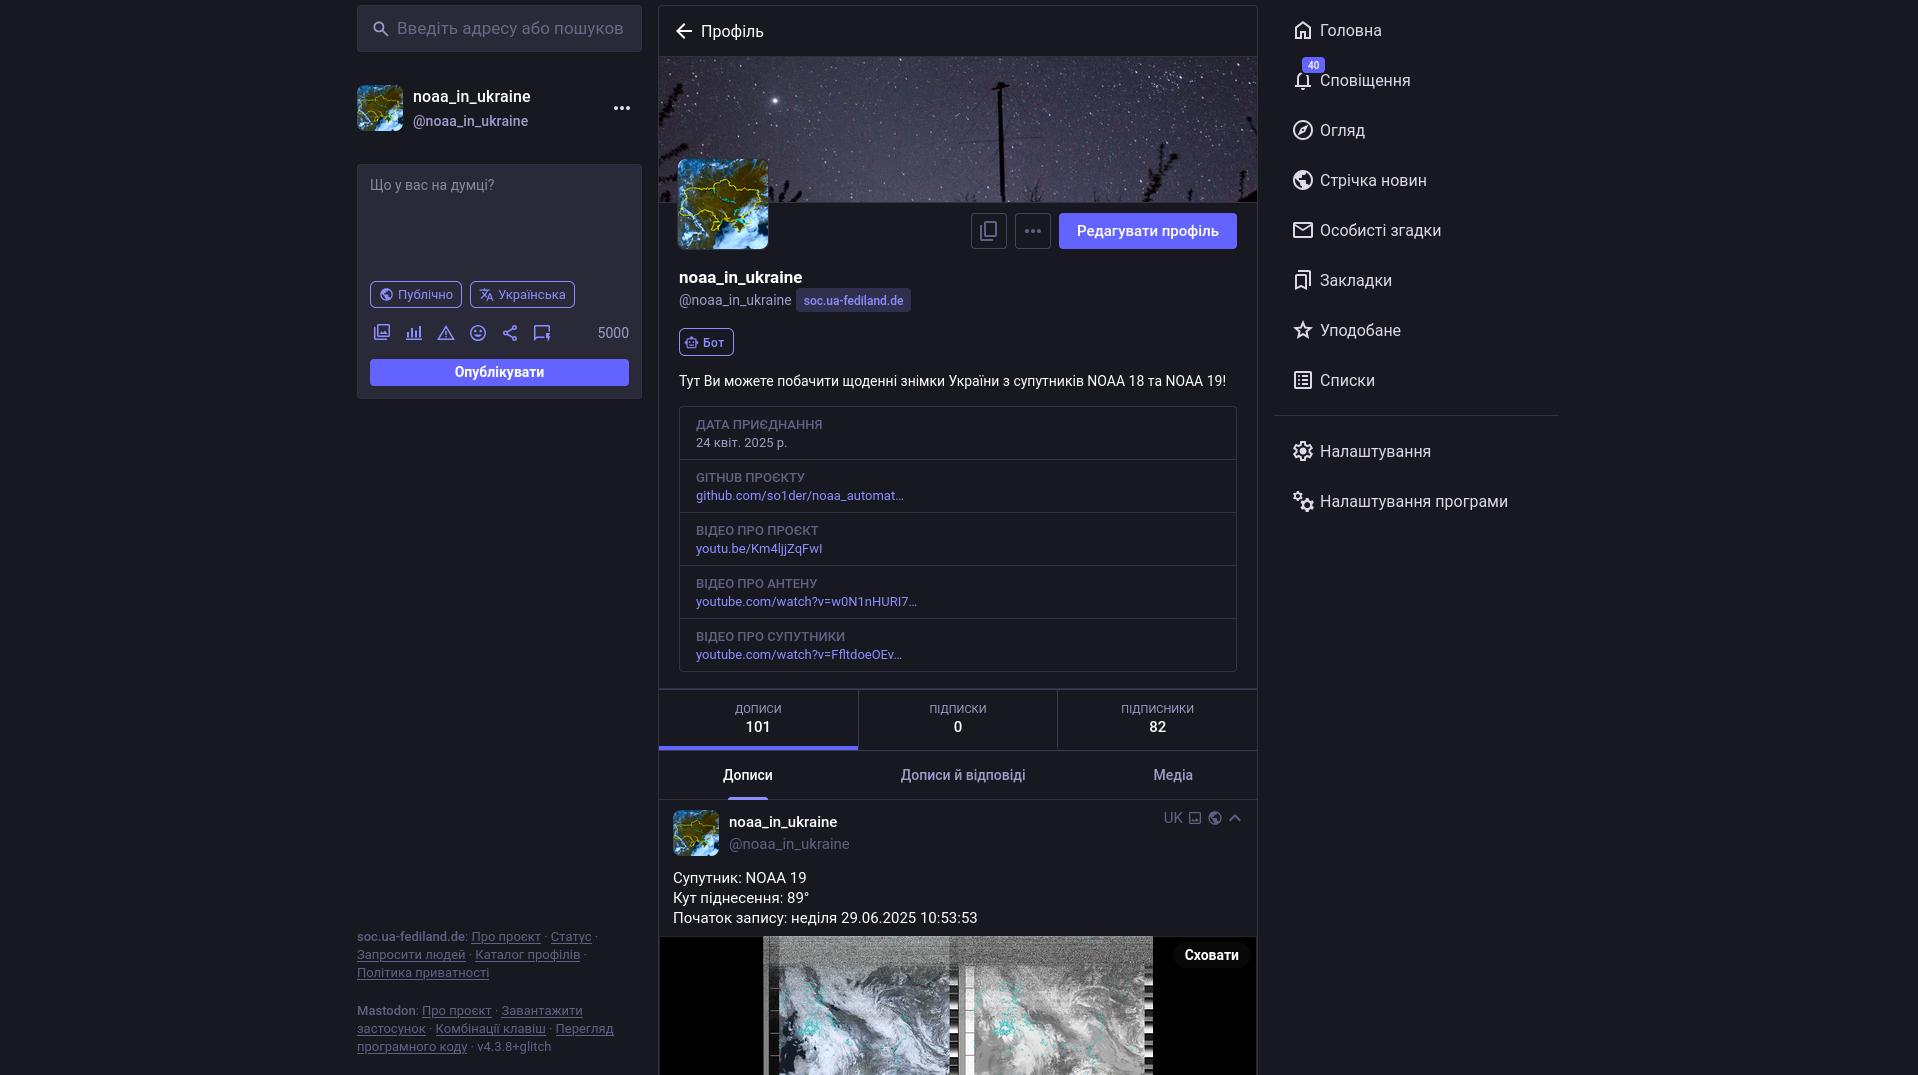 Введіть адресу або пошуков
noaa_in_ukraine
@noaa_in_ukraine
Що у вас на думці?
Публічно
Українська
5000
Опублікувати
soc.ua-fediland.de: Про проєкт · Статус ·
Запросити людей · Каталог профілів ·
Політика приватності
Mastodon: Про проєкт · Завантажити
застосунок · Комбінації клавіш · Перегляд
програмного коду · v4.3.8+glitch
Профіль
Редагувати профіль
noaa_in_ukraine
@noaa_in_ukraine soc.ua-fediland.de
Бот
Тут Ви можете побачити щоденні знімки України з супутників NOAA 18 та NOAA 19!
ДАТА ПРИЄДНАННЯ
24 квіт. 2025 р.
GITHUB ПРОЄКТУ
github.com/so1der/noaa_automat…
ВІДЕО ПРО ПРОЄКТ
youtu.be/Km4ljjZqFwI
ВІДЕО ПРО АНТЕНУ
youtube.com/watch?v=w0N1nHURI7…
ВІДЕО ПРО СУПУТНИКИ
youtube.com/watch?v=FfltdoeOEv…
ДОПИСИ
101
ПІДПИСКИ
0
ПІДПИСНИКИ
82
Дописи
Дописи й відповіді
Медіа
noaa_in_ukraine
@noaa_in_ukraine
UK
Супутник: NOAA 19
Кут піднесення: 89°
Початок запису: неділя 29.06.2025 10:53:53
Сховати
Головна
40
Сповіщення
Огляд
Стрічка новин
Особисті згадки
Закладки
Уподобане
Списки
Налаштування
Налаштування програми